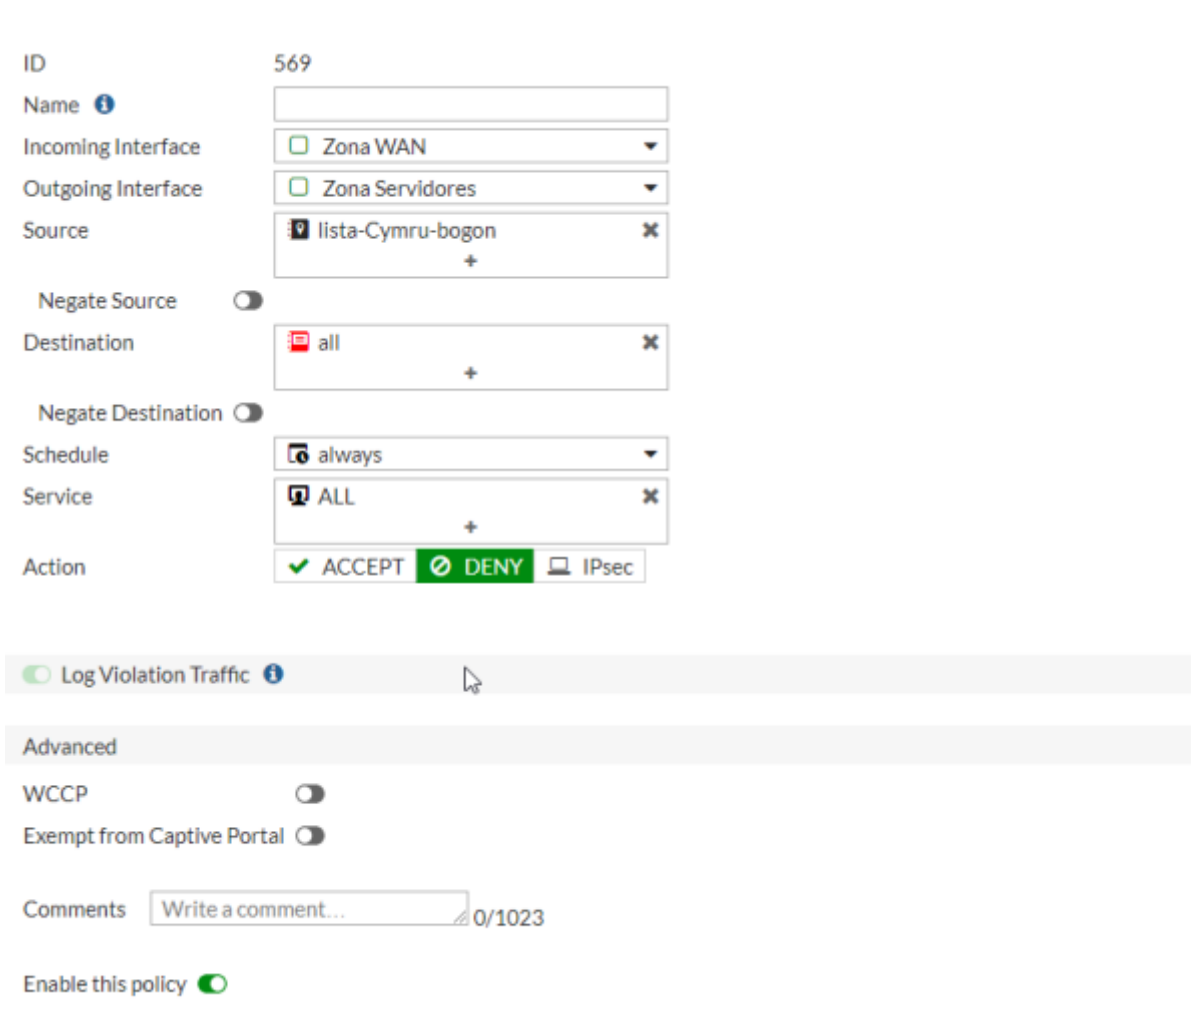 ID 569
Name
Incoming Interface Zona WAN
Outgoing Interface Zona Servidores
Source lista-Cymru-bogon
+
Negate Source
Destination all
+
Negate Destination
Schedule always
Service ALL
+
Action ACCEPT DENY IPsec
Log Violation Traffic
Advanced
WCCP
Exempt from Captive Portal
Comments Write a comment... 0/1023
Enable this policy